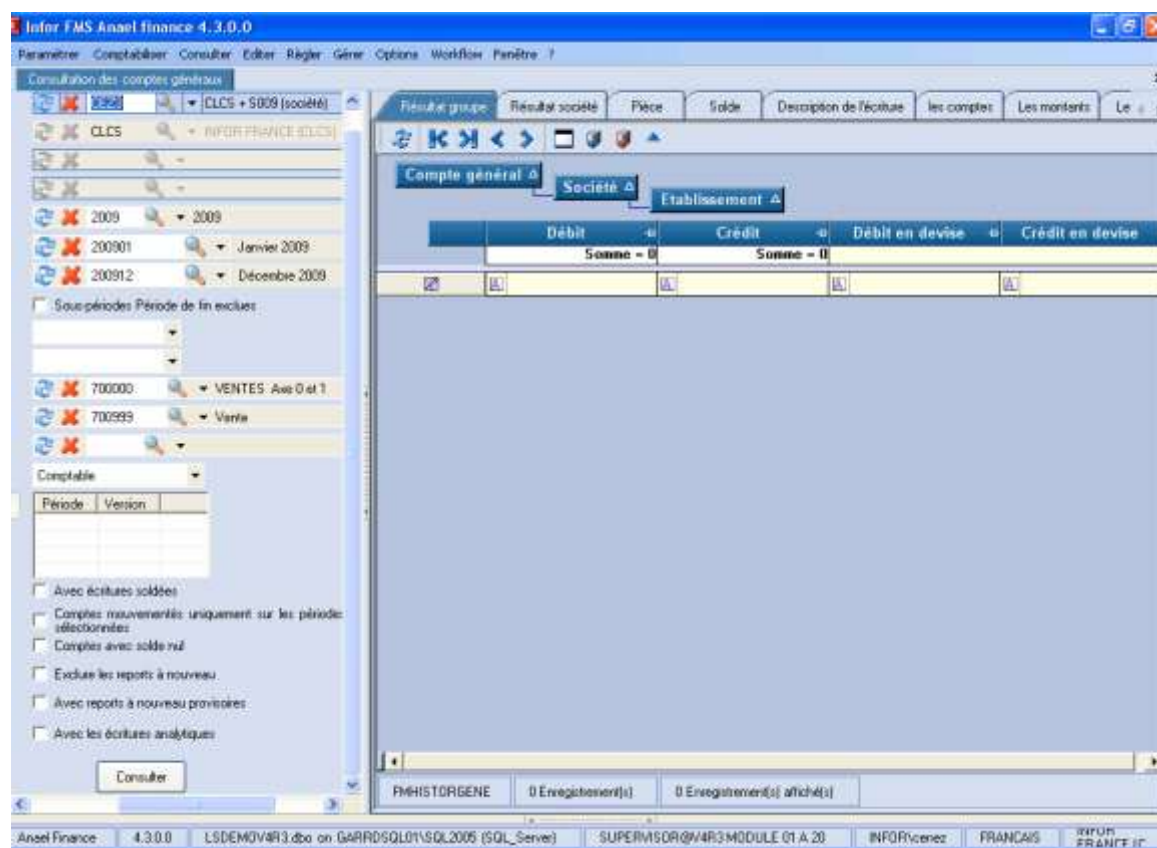 Infor FMS Anael finance 4.3.0.0
Paramétrer Comptabiliser Consulter Editer Régler Gérer Options Workflow Fenêtre ?
Consultation des comptes généraux
CLCS + S009 (société)
CLCS INFOR FRANCE (CLCS)
2009 2009
200901 Janvier 2009
200912 Décembre 2009
Sous-périodes Période de fin exclues
700000 VENTES Axe 0 et 1
700999 Vente
Comptable
Période Version
Avec écritures soldées
Comptes mouvementés uniquement sur les périodes
sélectionnées
Comptes avec solde nul
Exclure les reports à nouveau
Avec reports à nouveau provisoires
Avec les écritures analytiques
Consulter
Résultat groupe Résultat société Pièce Solde Description de l'écriture les comptes Les montants Le
Compte général
Société
Etablissement
Débit Crédit Débit en devise Crédit en devise
Somme = 0 Somme = 0
FMHISTORGENE 0 Enregistrement(s) 0 Enregistrement(s) affiché(s)
Anael Finance 4.3.0.0 LSDEMOV4R3.dbo on GARRDSQL01\SQL2005 (SQL_Server) SUPERVISOR@V4R3 MODULE 01 A 20 INFOR\cenez FRANCAIS INFOR
FRANCE (C